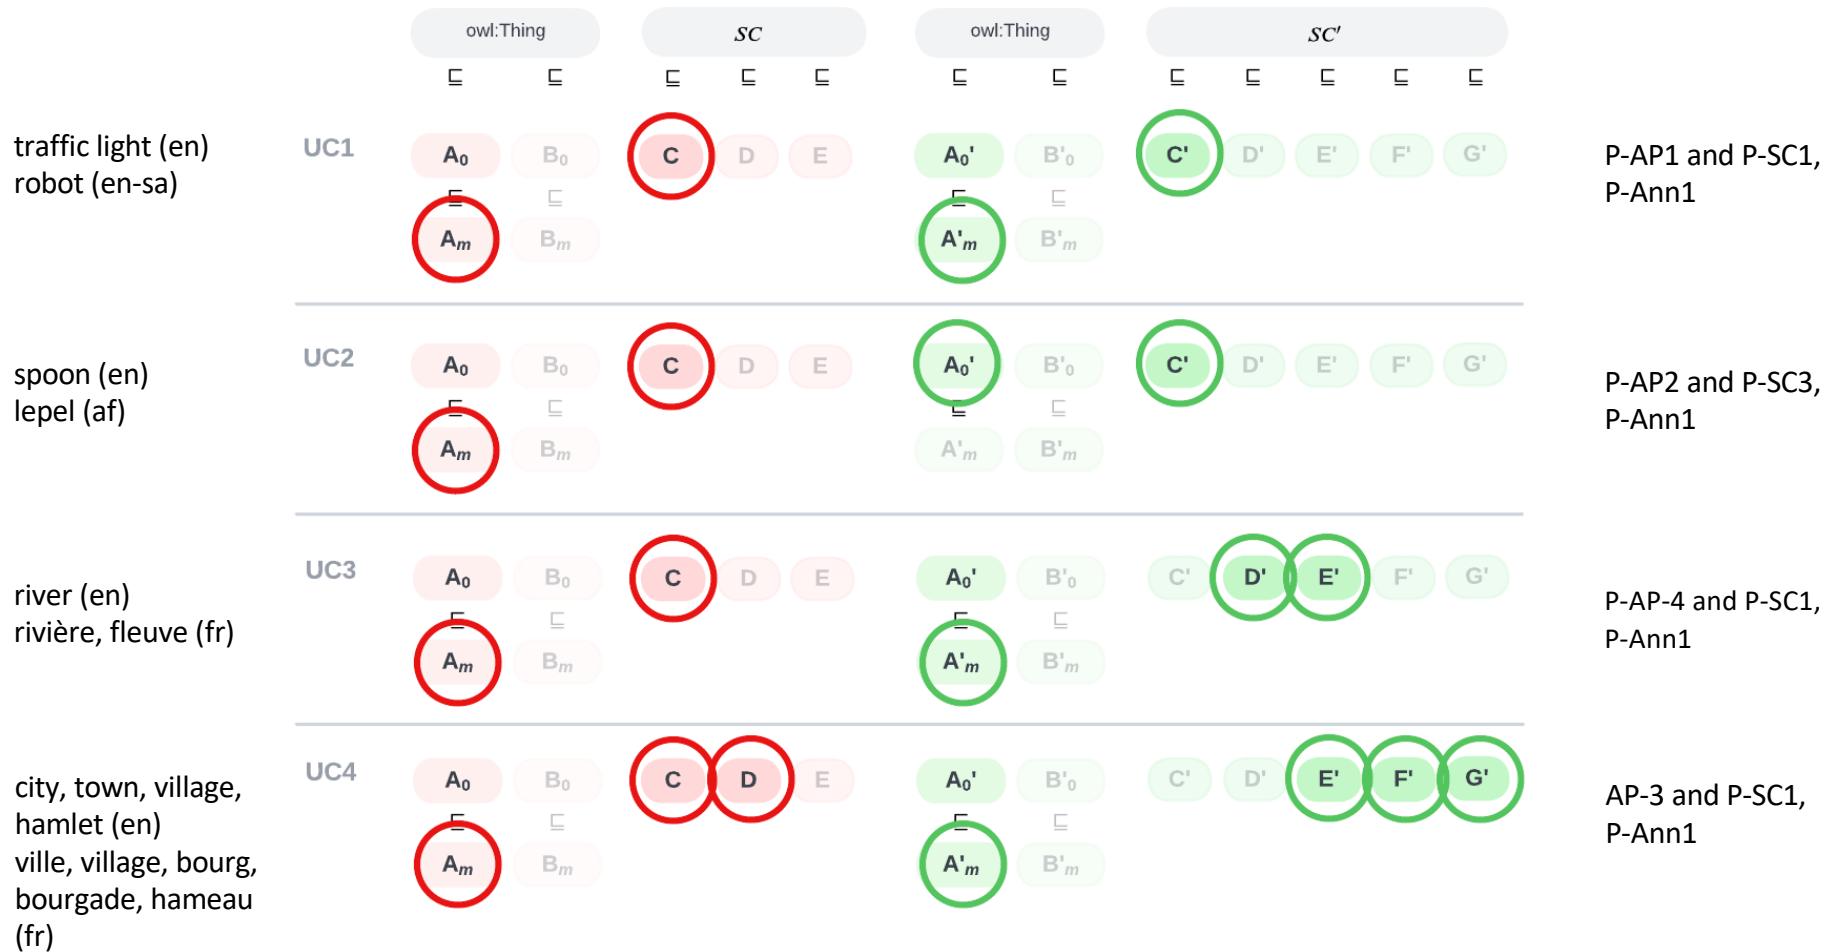 owl:Thing SC owl:Thing SC'
⊑ ⊑ ⊑ ⊑ ⊑ ⊑ ⊑ ⊑ ⊑ ⊑ ⊑ ⊑
traffic light (en)
robot (en-sa)
UC1 A₀ B₀ C D E A₀' B'₀ C' D' E' F' G'
⊑ ⊑ ⊑ ⊑
Aₘ Bₘ A'ₘ B'ₘ
P-AP1 and P-SC1,
P-Ann1
spoon (en)
lepel (af)
UC2 A₀ B₀ C D E A₀' B'₀ C' D' E' F' G'
⊑ ⊑ ⊑ ⊑
Aₘ Bₘ A'ₘ B'ₘ
P-AP2 and P-SC3,
P-Ann1
river (en)
rivière, fleuve (fr)
UC3 A₀ B₀ C D E A₀' B'₀ C' D' E' F' G'
⊑ ⊑ ⊑ ⊑
Aₘ Bₘ A'ₘ B'ₘ
P-AP-4 and P-SC1,
P-Ann1
city, town, village,
hamlet (en)
ville, village, bourg,
bourgade, hameau
(fr)
UC4 A₀ B₀ C D E A₀' B'₀ C' D' E' F' G'
⊑ ⊑ ⊑ ⊑
Aₘ Bₘ A'ₘ B'ₘ
AP-3 and P-SC1,
P-Ann1